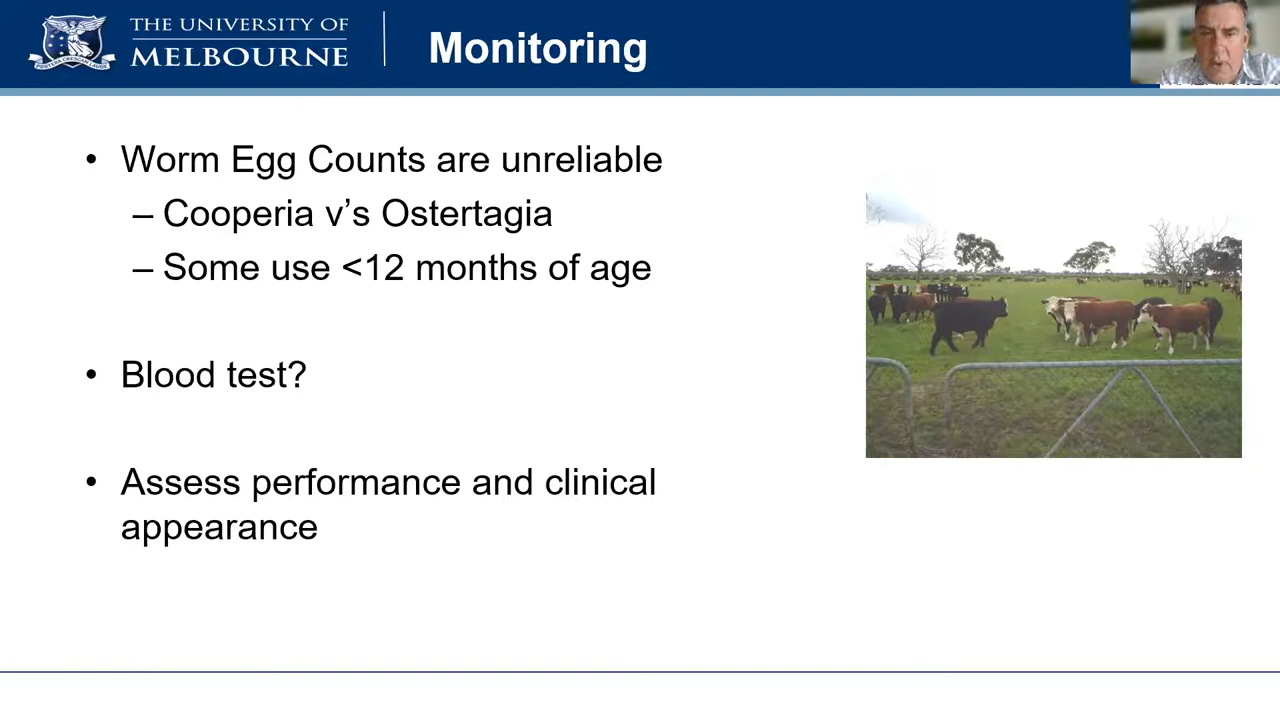 THE UNIVERSITY OF
MELBOURNE
Monitoring
• Worm Egg Counts are unreliable
– Cooperia v’s Ostertagia
– Some use <12 months of age
• Blood test?
• Assess performance and clinical
appearance